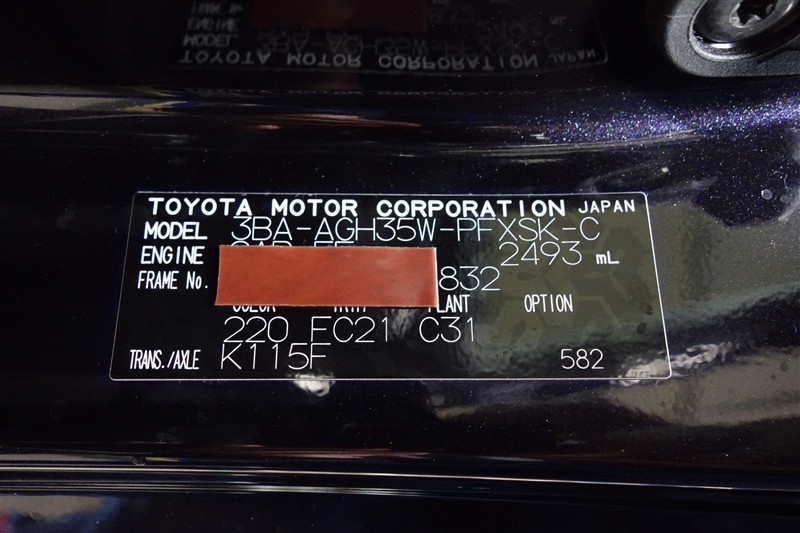 TOYOTA MOTOR CORPORATION JAPAN
MODEL 3BA-AGH35W-PFXSK-C
ENGINE 2493 mL
FRAME No. 832
OPTION
220 FC21 C31
TRANS./AXLE K115F 582